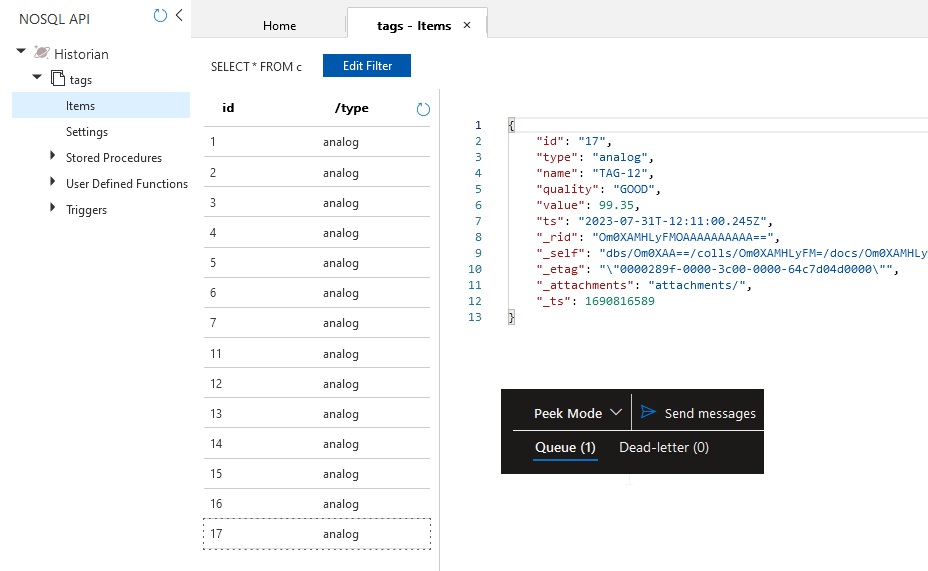 NOSQL API
Historian
tags
Items
Settings
Stored Procedures
User Defined Functions
Triggers
Home
tags - Items ×
SELECT * FROM c
Edit Filter
id /type
1 analog
2 analog
3 analog
4 analog
5 analog
6 analog
7 analog
11 analog
12 analog
13 analog
14 analog
15 analog
16 analog
17 analog
1 {
2 "id": "17",
3 "type": "analog",
4 "name": "TAG-12",
5 "quality": "GOOD",
6 "value": 99.35,
7 "ts": "2023-07-31T-12:11:00.245Z",
8 "_rid": "Om0XAMHLyFMOAAAAAAAAAA==",
9 "_self": "dbs/Om0XAA==/colls/Om0XAMHLyFM=/docs/Om0XAMHLy
10 "_etag": "\"0000289f-0000-3c00-0000-64c7d04d0000\"",
11 "_attachments": "attachments/",
12 "_ts": 1690816589
13 }
Peek Mode
Send messages
Queue (1)
Dead-letter (0)